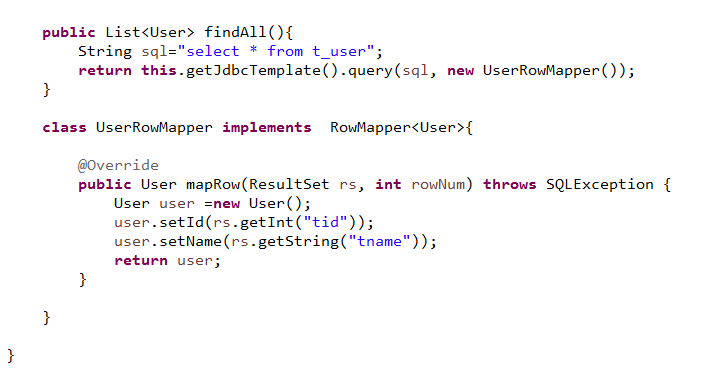 public List<User> findAll(){
String sql="select * from t_user";
return this.getJdbcTemplate().query(sql, new UserRowMapper());
}
class UserRowMapper implements  RowMapper<User>{
@Override
public User mapRow(ResultSet rs, int rowNum) throws SQLException {
User user =new User();
user.setId(rs.getInt("tid"));
user.setName(rs.getString("tname"));
return user;
}
}
}